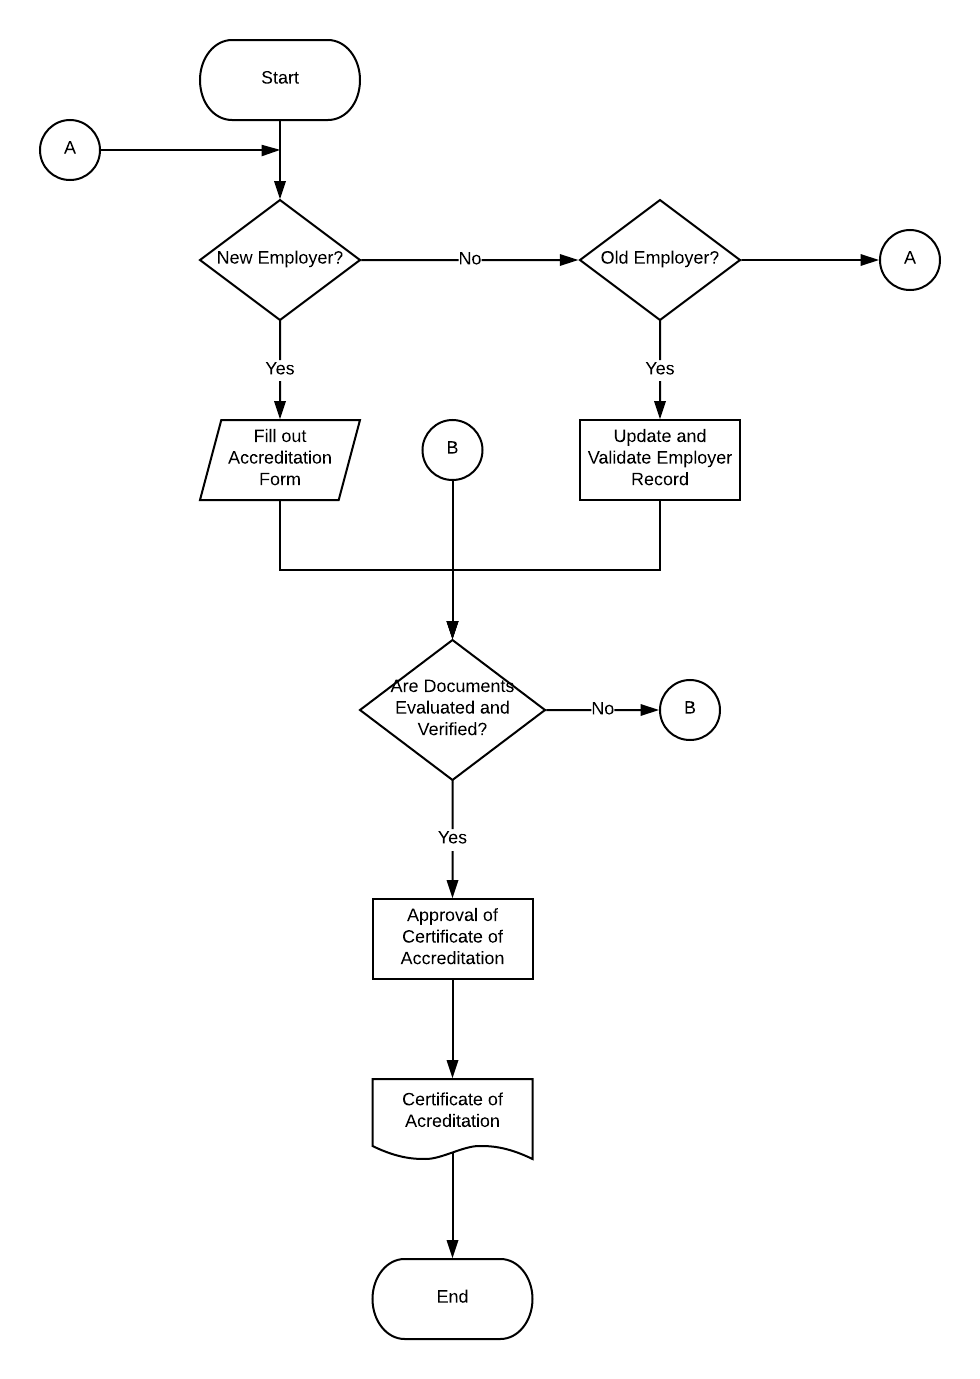 Start
A
New Employer?
No
Old Employer?
A
Yes
Yes
Fill out
Accreditation
Form
B
Update and
Validate Employer
Record
Are Documents
Evaluated and
Verified?
No
B
Yes
Approval of
Certificate of
Accreditation
Certificate of
Acreditation
End